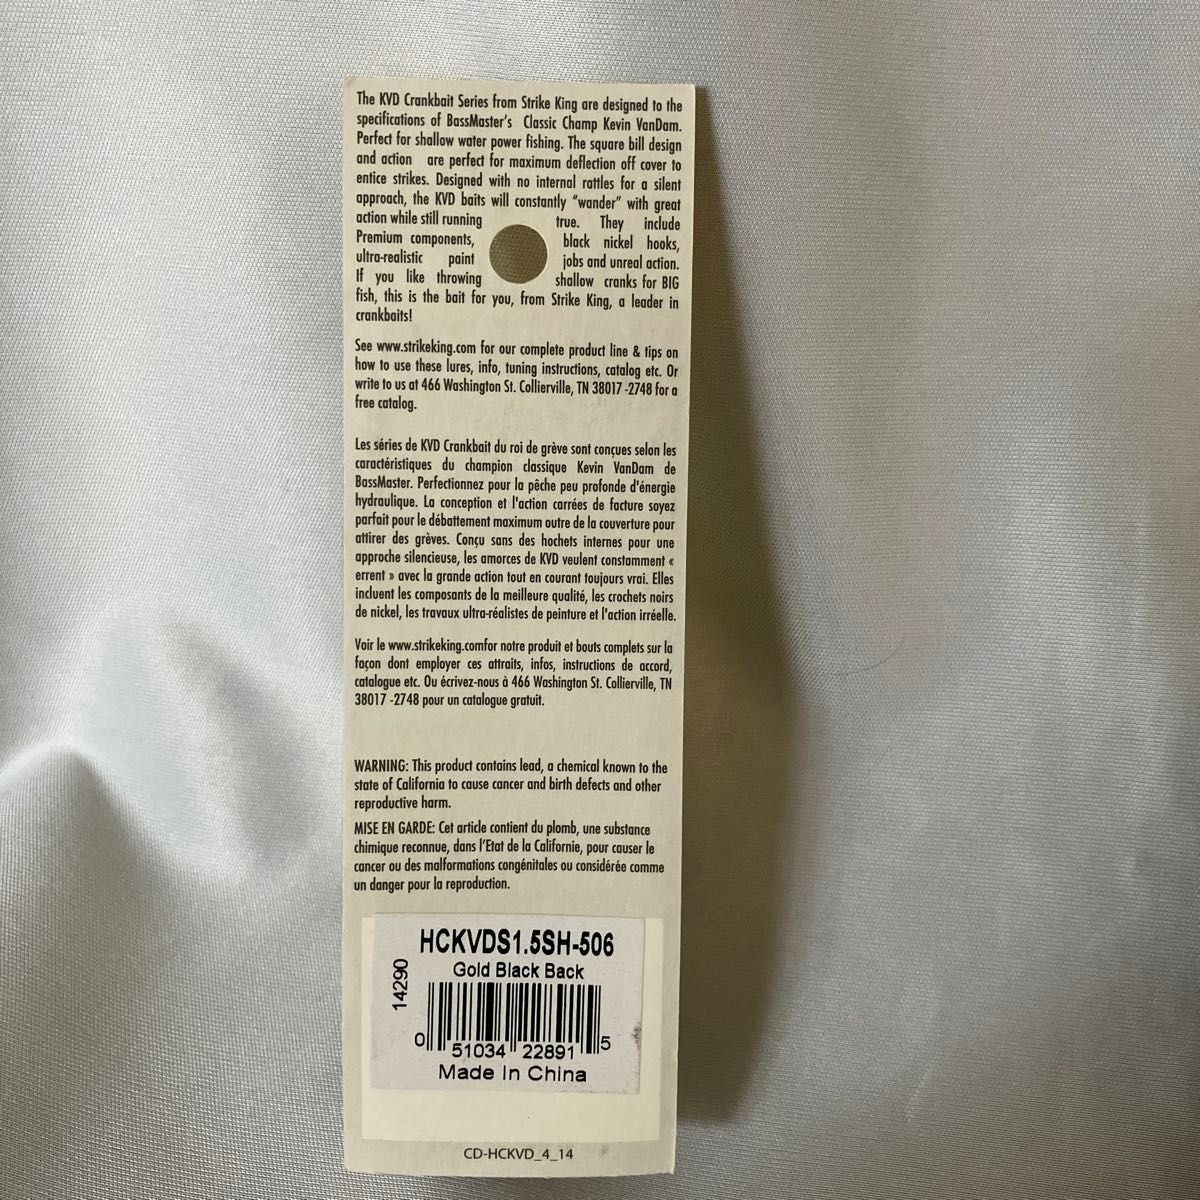 The KVD Crankbait Series from Strike King are designed to the
specifications of BassMaster's Classic Champ Kevin VanDam.
Perfect for shallow water power fishing. The square bill design
and action are perfect for maximum deflection off cover to
entice strikes. Designed with no internal rattles for a silent
approach, the KVD baits will constantly "wander" with great
action while still running true. They include
Premium components, black nickel hooks,
ultra-realistic paint jobs and unreal action.
If you like throwing shallow cranks for BIG
fish, this is the bait for you, from Strike King, a leader in
crankbaits!
See www.strikeking.com for our complete product line & tips on
how to use these lures, info, tuning instructions, catalog etc. Or
write to us at 466 Washington St. Collierville, TN 38017 -2748 for a
free catalog.
Les séries de KVD Crankbait du roi de grève sont conçues selon les
caractéristiques du champion classique Kevin VanDam de
BassMaster. Perfectionnez pour la pêche peu profonde d'énergie
hydraulique. La conception et l'action carrées de facture soyez
parfait pour le débattement maximum outre de la couverture pour
attirer des grèves. Conçu sans des hochets internes pour une
approche silencieuse, les amorces de KVD veulent constamment «
errent » avec la grande action tout en courant toujours vrai. Elles
incluent les composants de la meilleure qualité, les crochets noirs
de nickel, les travaux ultra-réalistes de peinture et l'action irréelle.
Voir le www.strikeking.comfor notre produit et bouts complets sur la
façon dont employer ces attraits, infos, instructions de accord,
catalogue etc. Ou écrivez-nous à 466 Washington St. Collierville, TN
38017 -2748 pour un catalogue gratuit.
WARNING: This product contains lead, a chemical known to the
state of California to cause cancer and birth defects and other
reproductive harm.
MISE EN GARDE: Cet article contient du plomb, une substance
chimique reconnue, dans l'Etat de la Californie, pour causer le
cancer ou des malformations congénitales ou considérée comme
un danger pour la reproduction.
HCKVDS1.5SH-506
Gold Black Back
14290
0 51034 22891 5
Made In China
CD-HCKVD_4_14